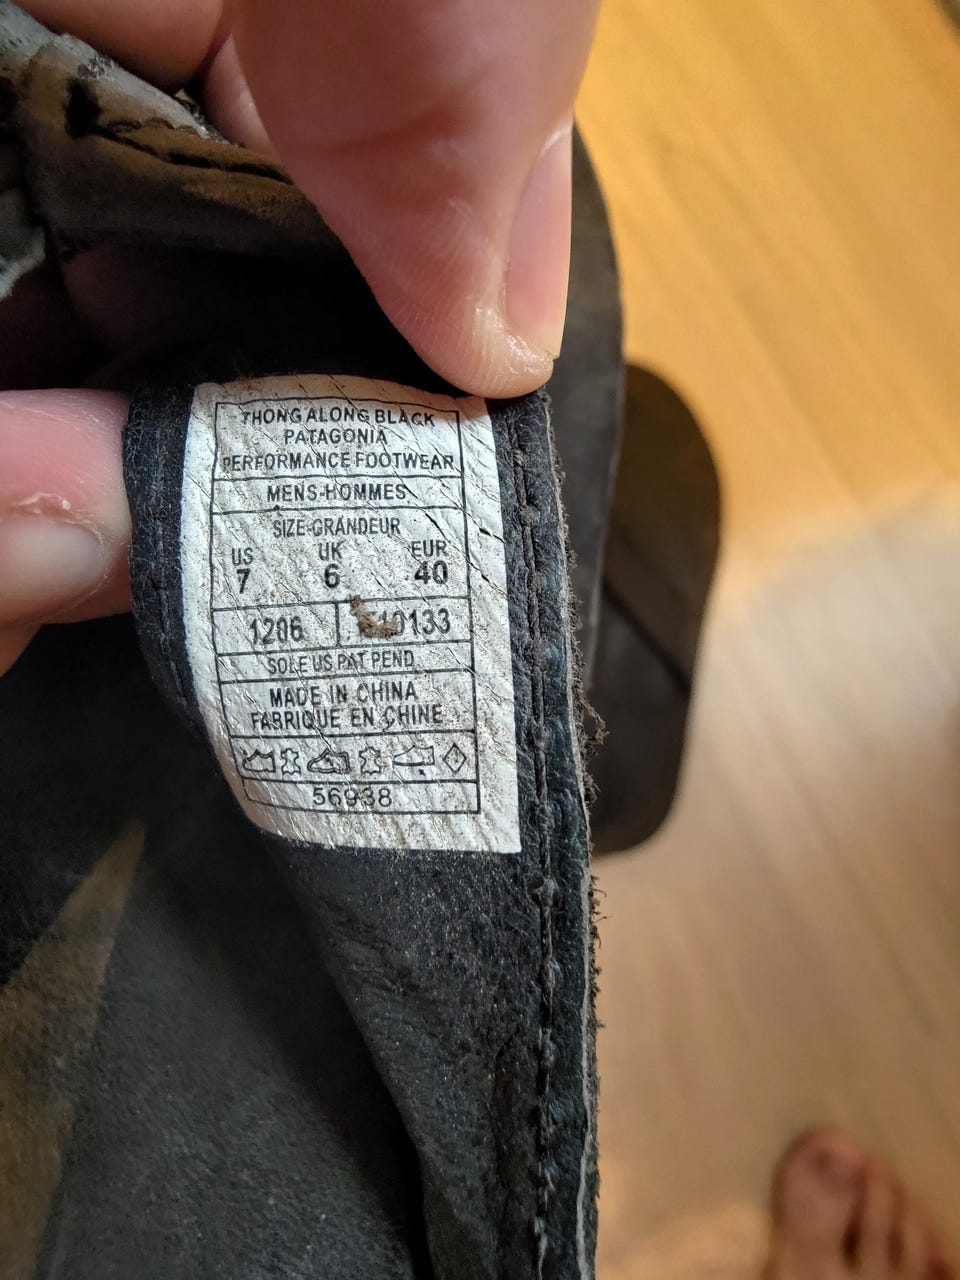 THONG ALONG BLACK
PATAGONIA
PERFORMANCE FOOTWEAR
MENS-HOMMES
SIZE-GRANDEUR
US UK EUR
7 6 40
1206
SOLE US PAT PEND
MADE IN CHINA
FABRIQUE EN CHINE
56938